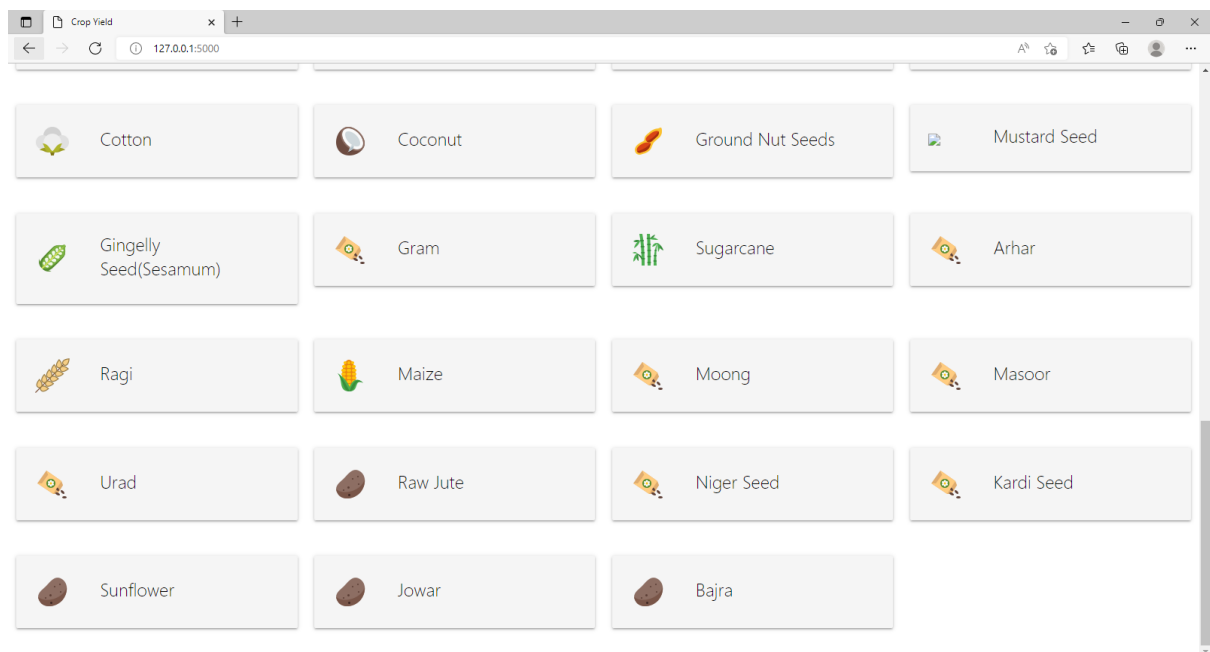 Crop Yield
127.0.0.1:5000
Cotton
Coconut
Ground Nut Seeds
Mustard Seed
Gingelly
Seed(Sesamum)
Gram
Sugarcane
Arhar
Ragi
Maize
Moong
Masoor
Urad
Raw Jute
Niger Seed
Kardi Seed
Sunflower
Jowar
Bajra